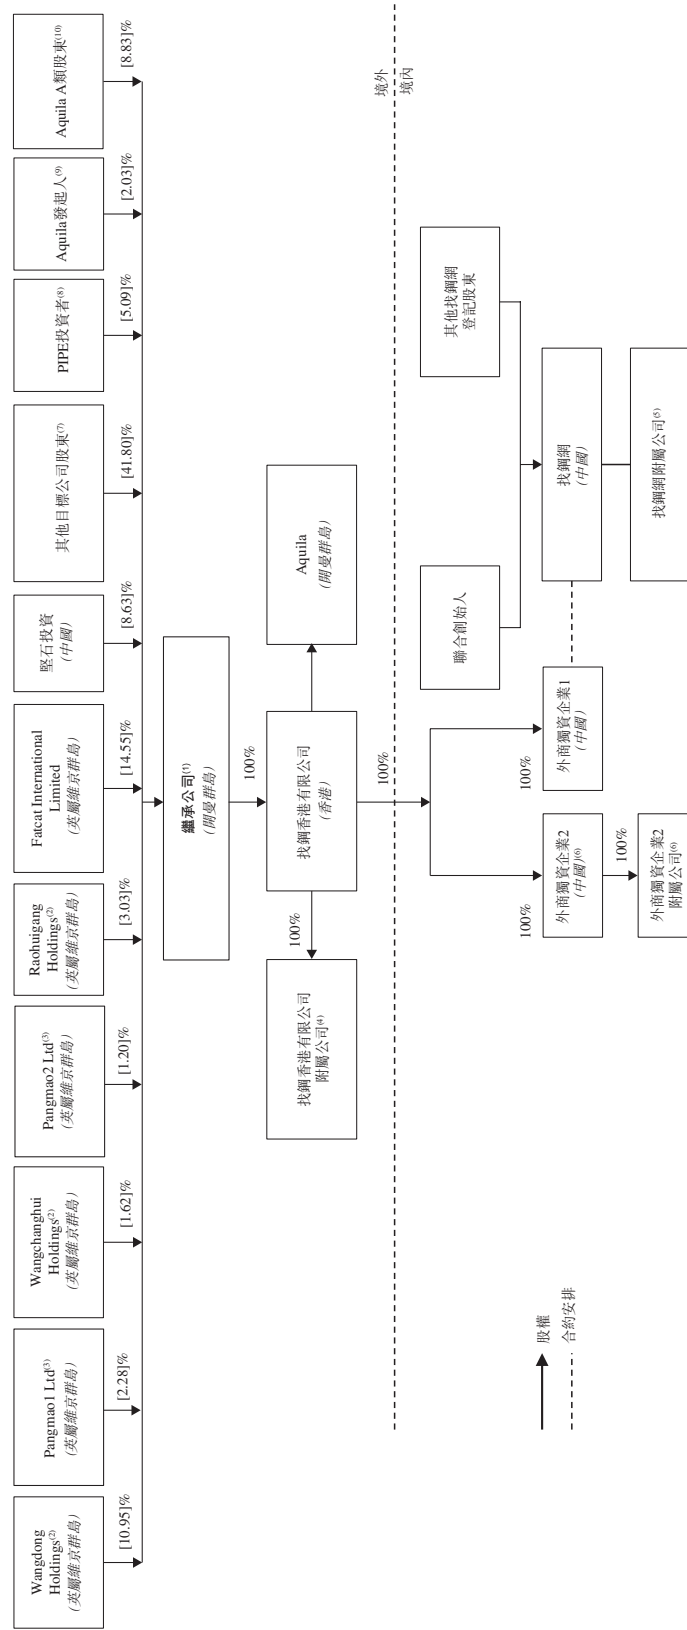 Wangdong
Holdings(2)
(英屬維京群島)
[10.95]%
Pangmao1 Ltd(3)
(英屬維京群島)
[2.28]%
Wangchanghui
Holdings(2)
(英屬維京群島)
[1.62]%
Pangmao2 Ltd(3)
(英屬維京群島)
[1.20]%
Raohuigang
Holdings(2)
(英屬維京群島)
[3.03]%
Fatcat International
Limited
(英屬維京群島)
[14.55]%
堅石投資
(中國)
[8.63]%
其他目標公司股東(7)
[41.80]%
PIPE投資者(8)
[5.09]%
Aquila發起人(9)
[2.03]%
Aquila A類股東(10)
[8.83]%
繼承公司(1)
(開曼群島)
100%
找鋼香港有限公司
附屬公司(4)
100%
找鋼香港有限公司
(香港)
Aquila
(開曼群島)
100%
境外
境內
聯合創始人
其他找鋼網
登記股東
100%
100%
外商獨資企業2
(中國)(6)
外商獨資企業1
(中國)
找鋼網
(中國)
100%
外商獨資企業2
附屬公司(6)
找鋼網附屬公司(5)
股權
合約安排